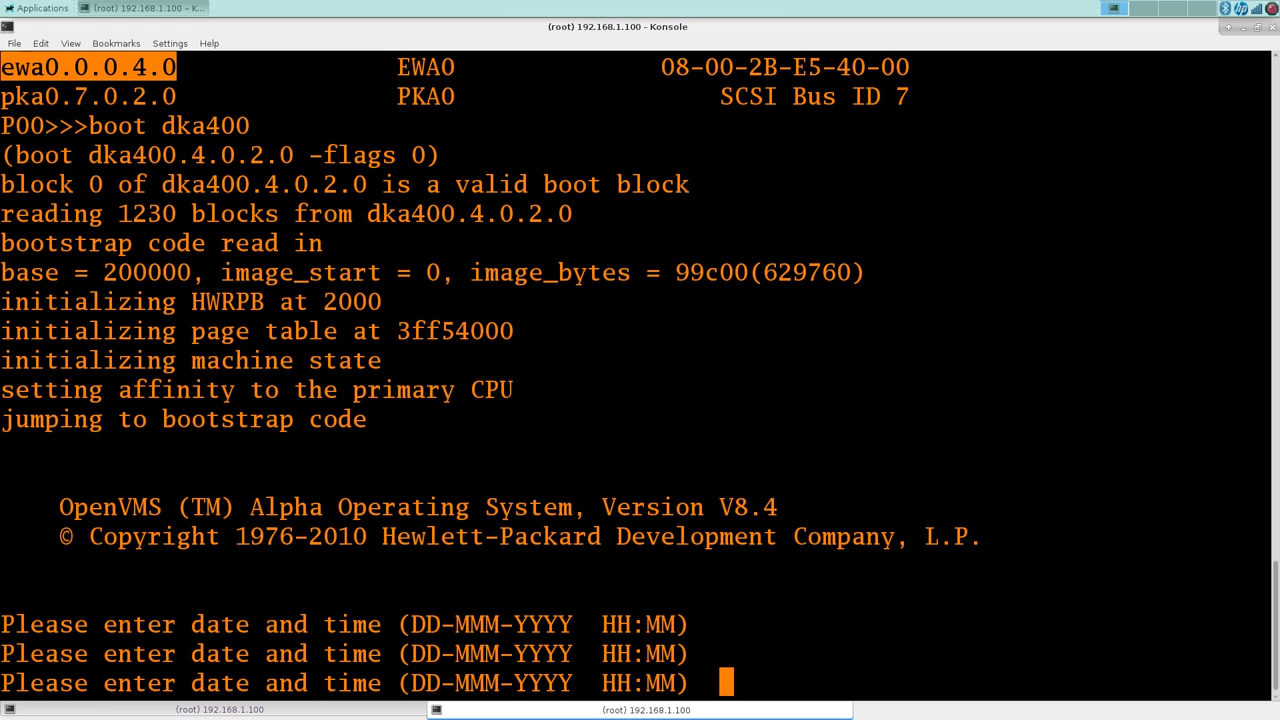 Applications (root) 192.168.1.100 - K...
(root) 192.168.1.100 - Konsole
File Edit View Bookmarks Settings Help
ewa0.0.0.4.0 EWA0 08-00-2B-E5-40-00
pka0.7.0.2.0 PKA0 SCSI Bus ID 7
P00>>>boot dka400
(boot dka400.4.0.2.0 -flags 0)
block 0 of dka400.4.0.2.0 is a valid boot block
reading 1230 blocks from dka400.4.0.2.0
bootstrap code read in
base = 200000, image_start = 0, image_bytes = 99c00(629760)
initializing HWRPB at 2000
initializing page table at 3ff54000
initializing machine state
setting affinity to the primary CPU
jumping to bootstrap code
OpenVMS (TM) Alpha Operating System, Version V8.4
© Copyright 1976-2010 Hewlett-Packard Development Company, L.P.
Please enter date and time (DD-MMM-YYYY HH:MM)
Please enter date and time (DD-MMM-YYYY HH:MM)
Please enter date and time (DD-MMM-YYYY HH:MM)
(root) 192.168.1.100 (root) 192.168.1.100